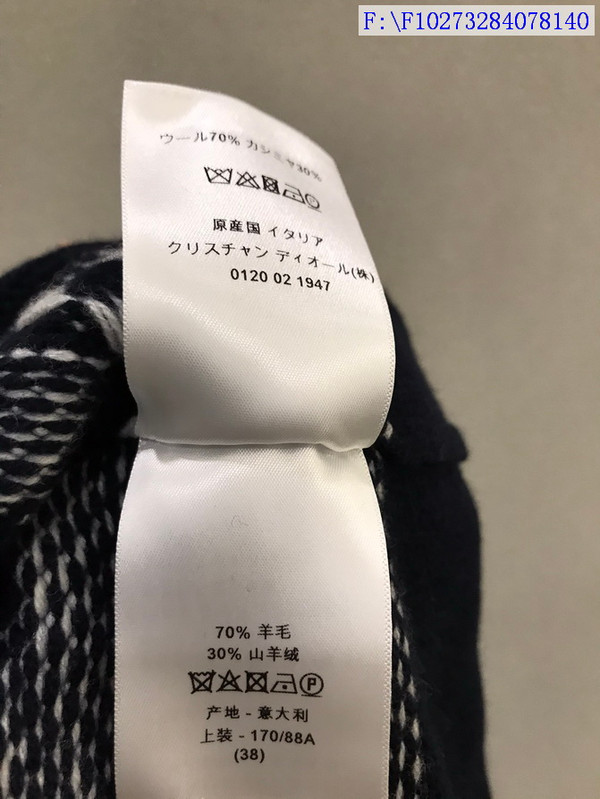 F:\F10273284078140
ウール70% カシミヤ30%
原産国 イタリア
クリスチャン ディオール(株)
0120 02 1947
70% 羊毛
30% 山羊绒
P
产地 - 意大利
上装 - 170/88A
(38)